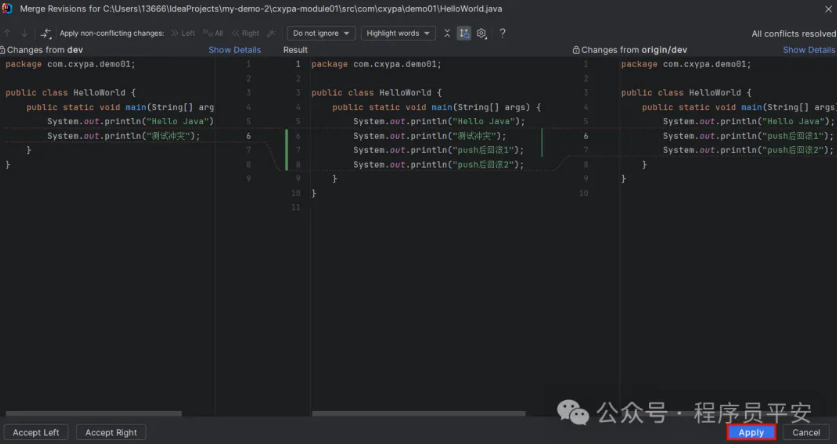 Merge Revisions for C:\Users\13666\IdeaProjects\my-demo-2\cxypa-module01\src\com\cxypa\demo01\HelloWorld.java
Apply non-conflicting changes: Left All Right Do not ignore Highlight words ? All conflicts resolved
Changes from dev Show Details Result Changes from origin/dev Show Details
package com.cxypa.demo01; 1 1 package com.cxypa.demo01; 1 package com.cxypa.demo01;
2 2 2
public class HelloWorld { 3 3 public class HelloWorld { 3 public class HelloWorld {
public static void main(String[] arg 4 4 public static void main(String[] args) { 4 public static void main(String[] arg
System.out.println("Hello Java") 5 5 System.out.println("Hello Java"); 5 System.out.println("Hello Java");
System.out.println("测试冲突"); 6 6 System.out.println("测试冲突"); 6 System.out.println("push后回滚1");
} 7 7 System.out.println("push后回滚1"); 7 System.out.println("push后回滚2");
} 8 8 System.out.println("push后回滚2"); 8 }
9 9 } 9 }
10 } 10
11
公众号 · 程序员平安
Accept Left Accept Right Apply Cancel